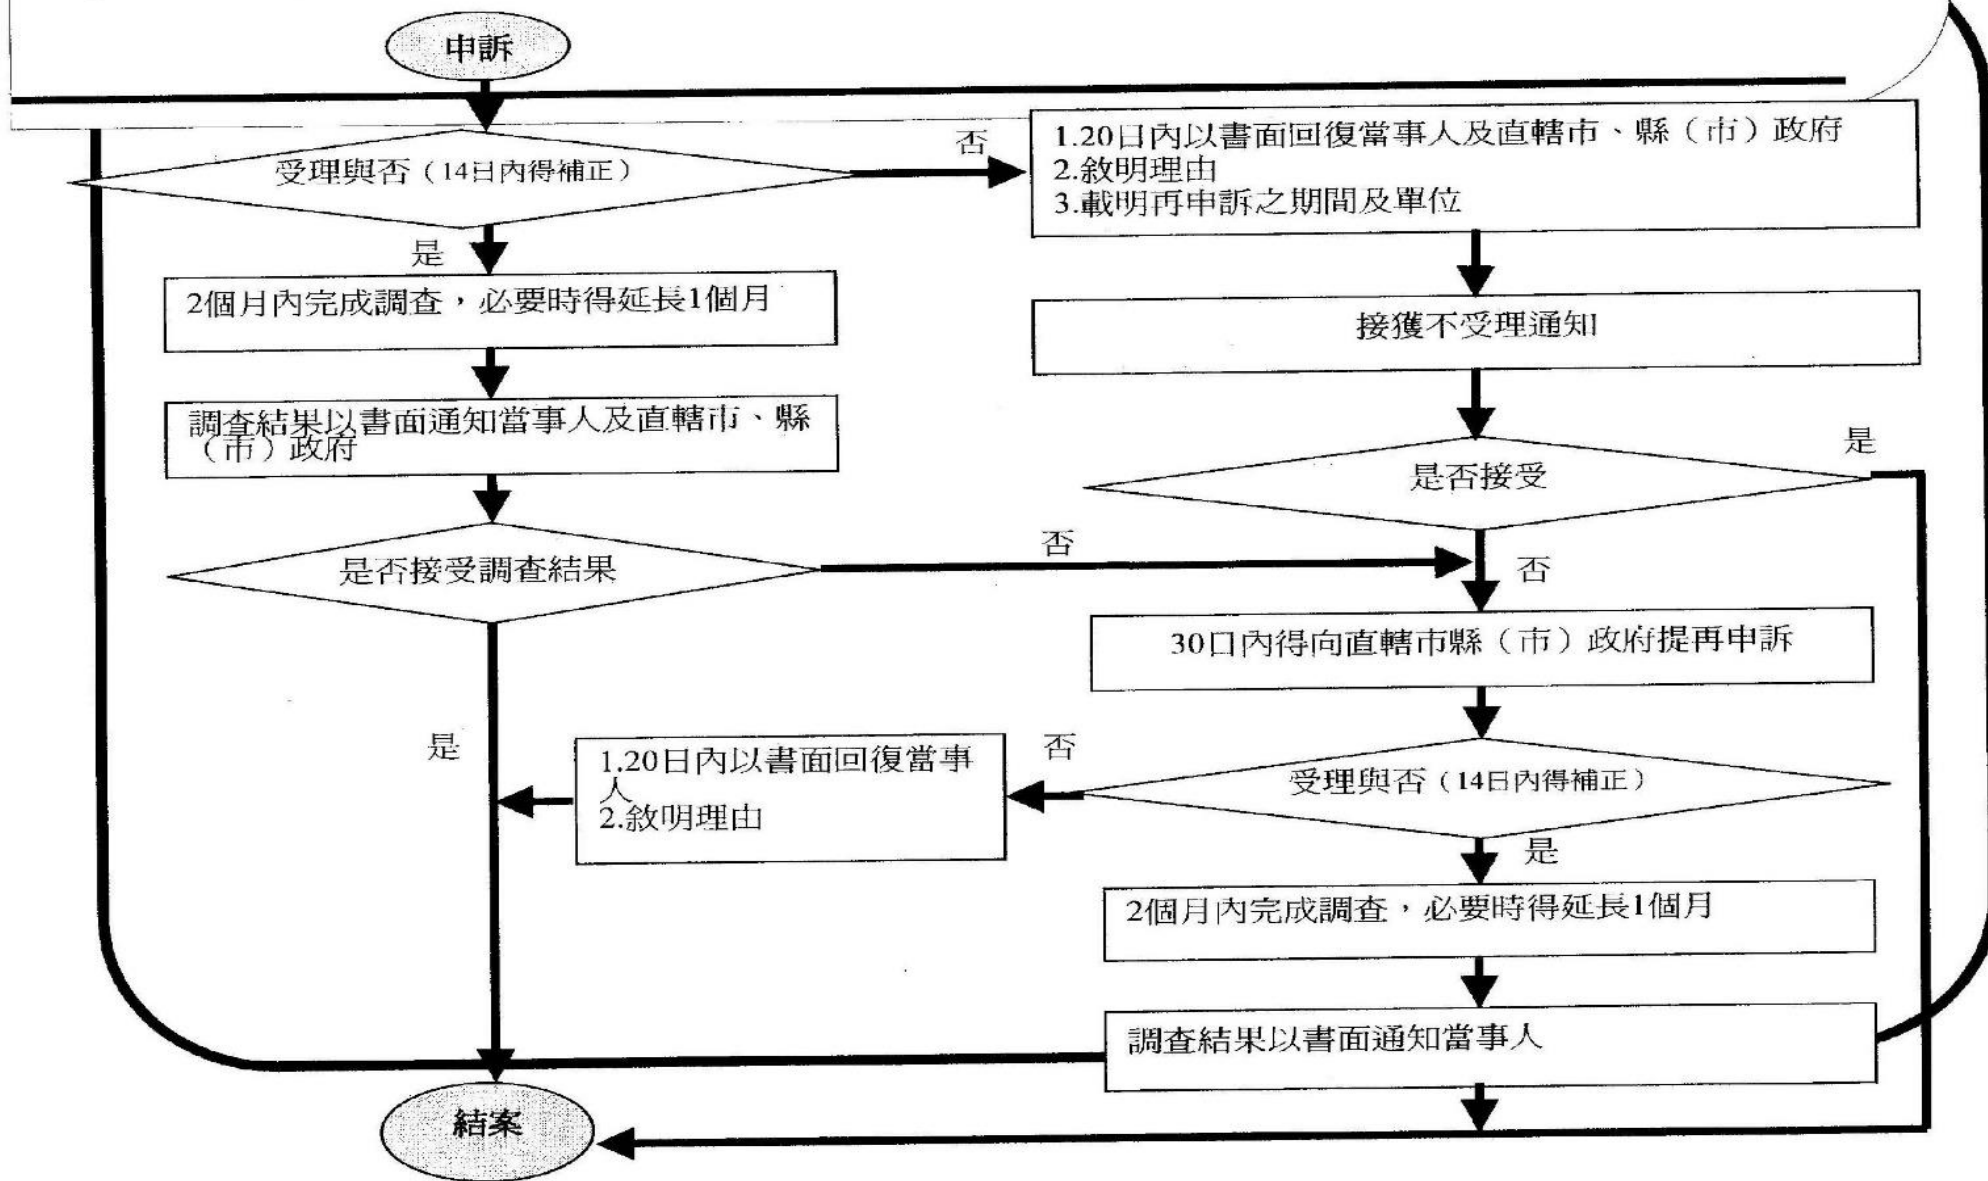 申訴
受理與否（14日內得補正）
否
1.20日內以書面回復當事人及直轄市、縣（市）政府
2.敘明理由
3.載明再申訴之期間及單位
是
2個月內完成調查，必要時得延長1個月
接獲不受理通知
調查結果以書面通知當事人及直轄市、縣
（市）政府
是否接受
是
是否接受調查結果
否
否
30日內得向直轄市縣（市）政府提再申訴
是
1.20日內以書面回復當事
人
2.敘明理由
否
受理與否（14日內得補正）
是
2個月內完成調查，必要時得延長1個月
調查結果以書面通知當事人
結案